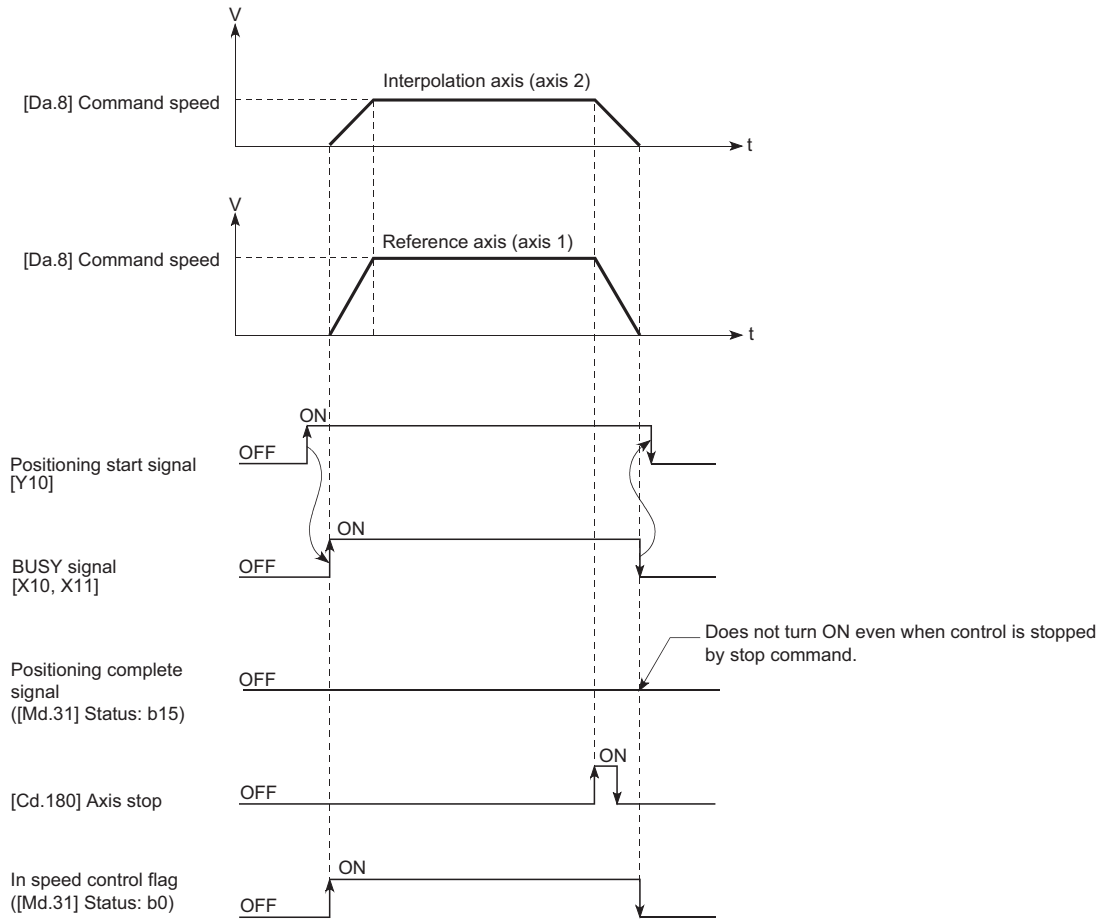 V
Interpolation axis (axis 2)
[Da.8] Command speed
t
V
Reference axis (axis 1)
[Da.8] Command speed
t
ON
OFF
Positioning start signal
[Y10]
ON
OFF
BUSY signal
[X10, X11]
Does not turn ON even when control is stopped
by stop command.
Positioning complete
signal
([Md.31] Status: b15)
OFF
ON
OFF
[Cd.180] Axis stop
ON
In speed control flag
([Md.31] Status: b0)
OFF